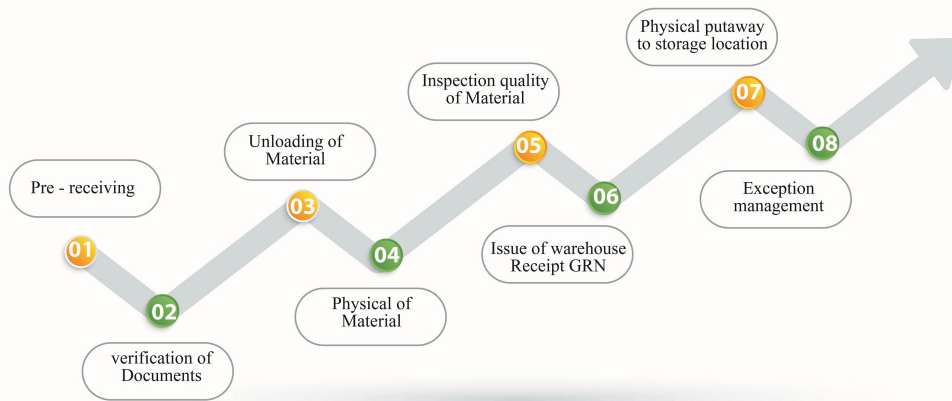 01
Pre - receiving
02
verification of
Documents
03
Unloading of
Material
04
Physical of
Material
05
Inspection quality
of Material
06
Issue of warehouse
Receipt GRN
07
Physical putaway
to storage location
08
Exception
management